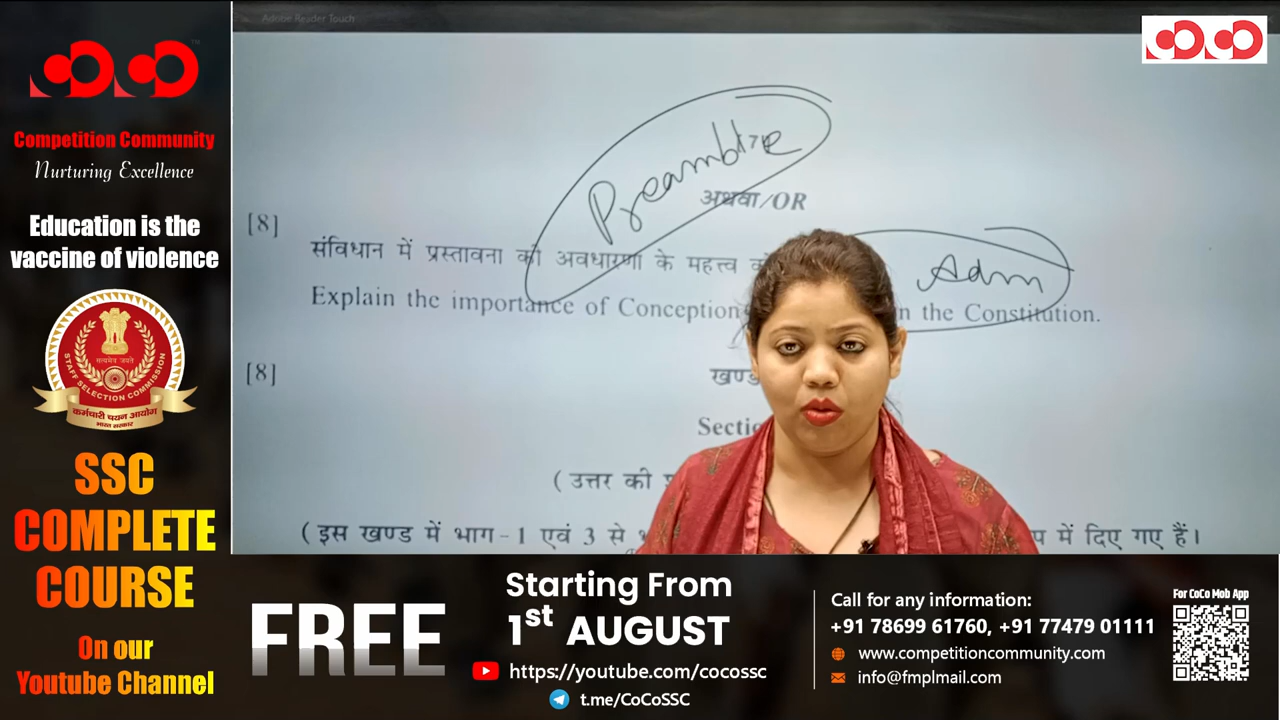 Adobe Reader Touch
Competition Community
Nurturing Excellence
Education is the
vaccine of violence
सत्यमेव जयते
STAFF SELECTION COMMISSION
कर्मचारी चयन आयोग
भारत सरकार
SSC
COMPLETE
COURSE
On our
Youtube Channel
Preamble
अथवा/OR
[8]
संविधान में प्रस्तावना की अवधारणा के महत्त्व
Adm
Explain the importance of Conception
the Constitution.
[8]
खण्ड
( उत्तर की
( इस खण्ड में भाग-1 एवं 3 से
में दिए गए हैं।
FREE
Starting From
1st AUGUST
https://youtube.com/cocossc
t.me/CoCoSSC
Call for any information:
+91 78699 61760, +91 77479 01111
www.competitioncommunity.com
info@fmplmail.com
For CoCo Mob App